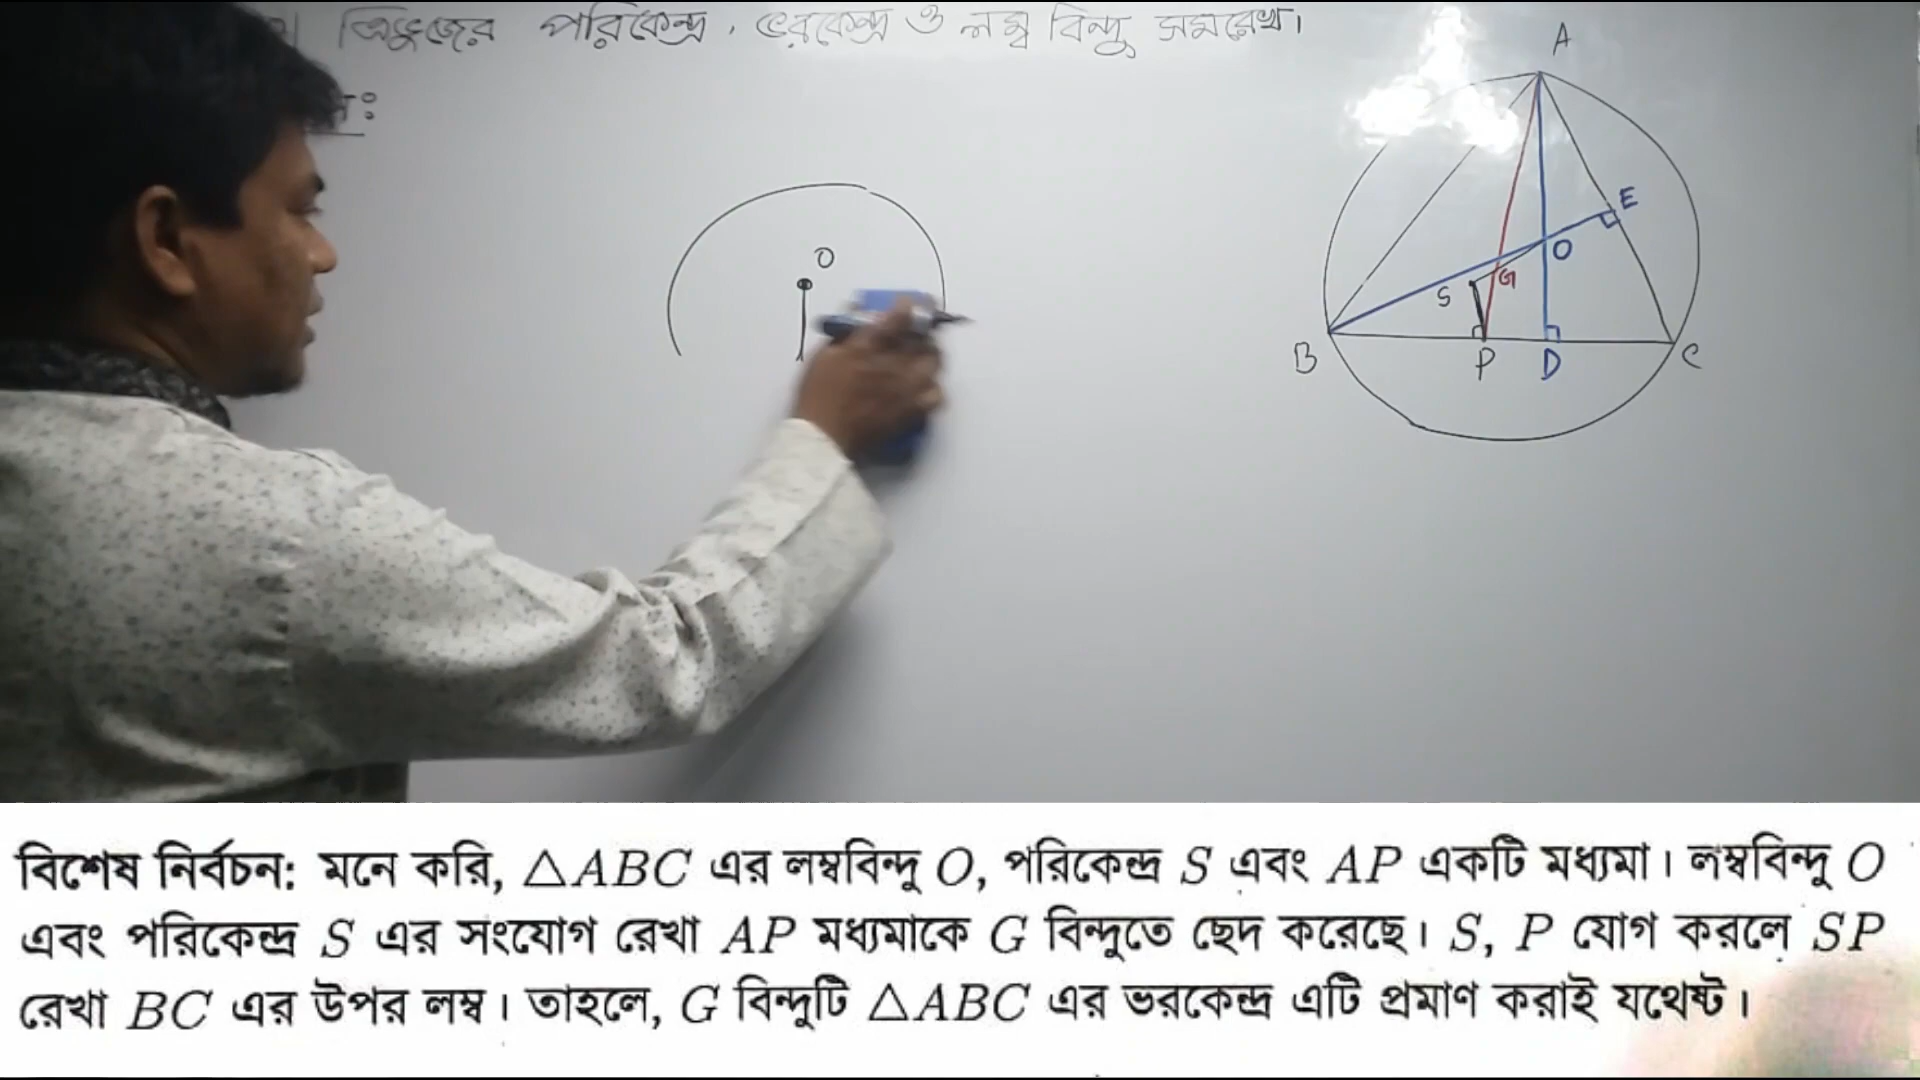 ত্রিভুজের পরিকেন্দ্র, ভরকেন্দ্র ও লম্ব বিন্দু সমরেখ।
A
E
O
O
G
S
B
P
D
C
বিশেষ নির্বচন: মনে করি, △ABC এর লম্ববিন্দু O, পরিকেন্দ্র S এবং AP একটি মধ্যমা। লম্ববিন্দু O
এবং পরিকেন্দ্র S এর সংযোগ রেখা AP মধ্যমাকে G বিন্দুতে ছেদ করেছে। S, P যোগ করলে SP
রেখা BC এর উপর লম্ব। তাহলে, G বিন্দুটি △ABC এর ভরকেন্দ্র এটি প্রমাণ করাই যথেষ্ট।